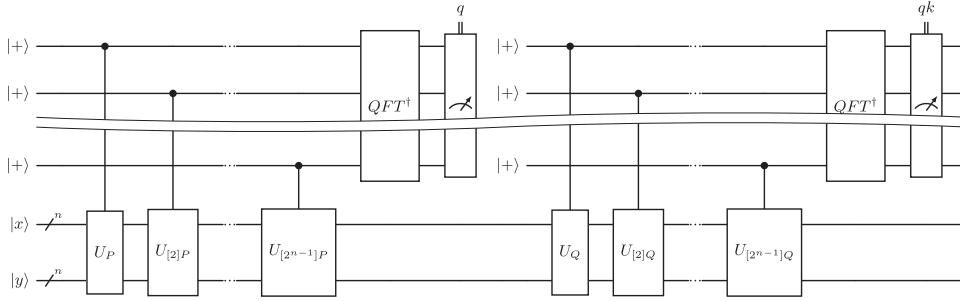 q qk
|+⟩ |+⟩
|+⟩ |+⟩
QFT† QFT†
|+⟩ |+⟩
|x⟩ n
U_P U_{[2]P} U_{[2^{n-1}]P} U_Q U_{[2]Q} U_{[2^{n-1}]Q}
|y⟩ n